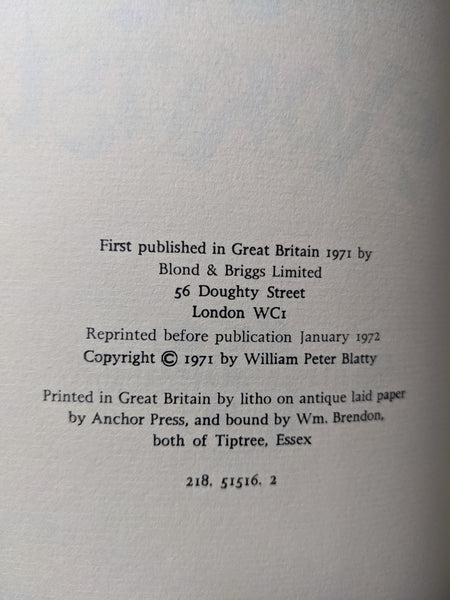 First published in Great Britain 1971 by
Blond & Briggs Limited
56 Doughty Street
London WC1
Reprinted before publication January 1972
Copyright © 1971 by William Peter Blatty
Printed in Great Britain by litho on antique laid paper
by Anchor Press, and bound by Wm. Brendon,
both of Tiptree, Essex
218. 51516. 2